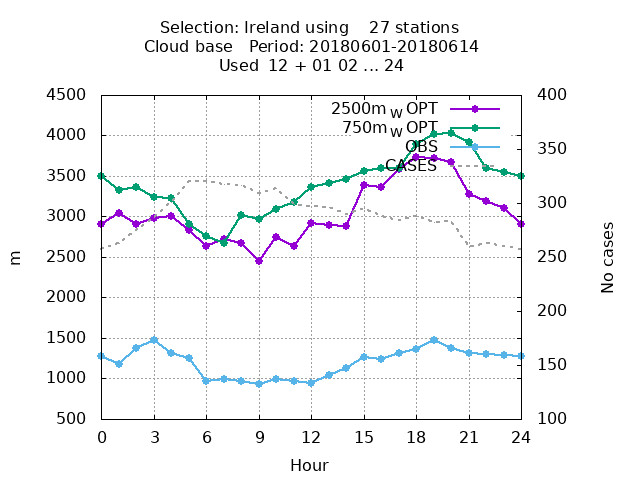 Selection: Ireland using    27 stations
Cloud base   Period: 20180601-20180614
Used  12 + 01 02 ... 24
2500m_W OPT
750m_W OPT
OBS
CASES
4500
4000
3500
3000
2500
2000
1500
1000
500
m
400
350
300
250
200
150
100
No cases
0 3 6 9 12 15 18 21 24
Hour